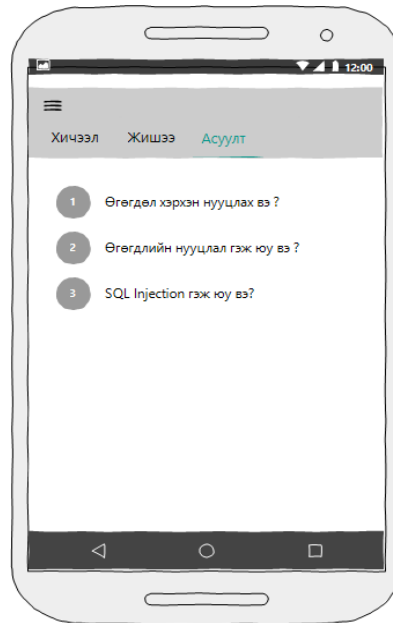 12:00
Хичээл Жишээ Асуулт
1 Өгөгдөл хэрхэн нууцлах вэ ?
2 Өгөгдлийн нууцлал гэж юу вэ ?
3 SQL Injection гэж юу вэ?